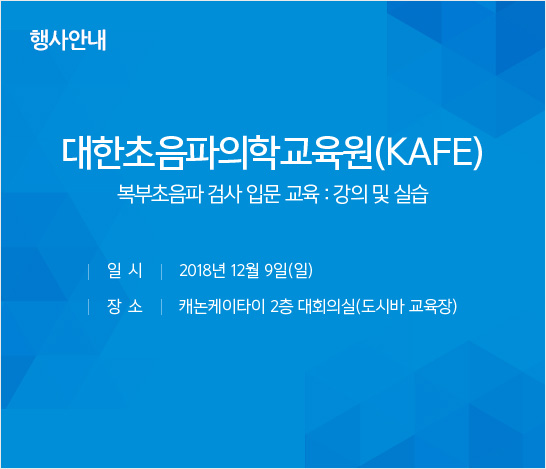 행사안내
대한초음파의학교육원(KAFE)
복부초음파 검사 입문 교육 : 강의 및 실습
| 일 시 | 2018년 12월 9일(일)
| 장 소 | 캐논케이타이 2층 대회의실(도시바 교육장)